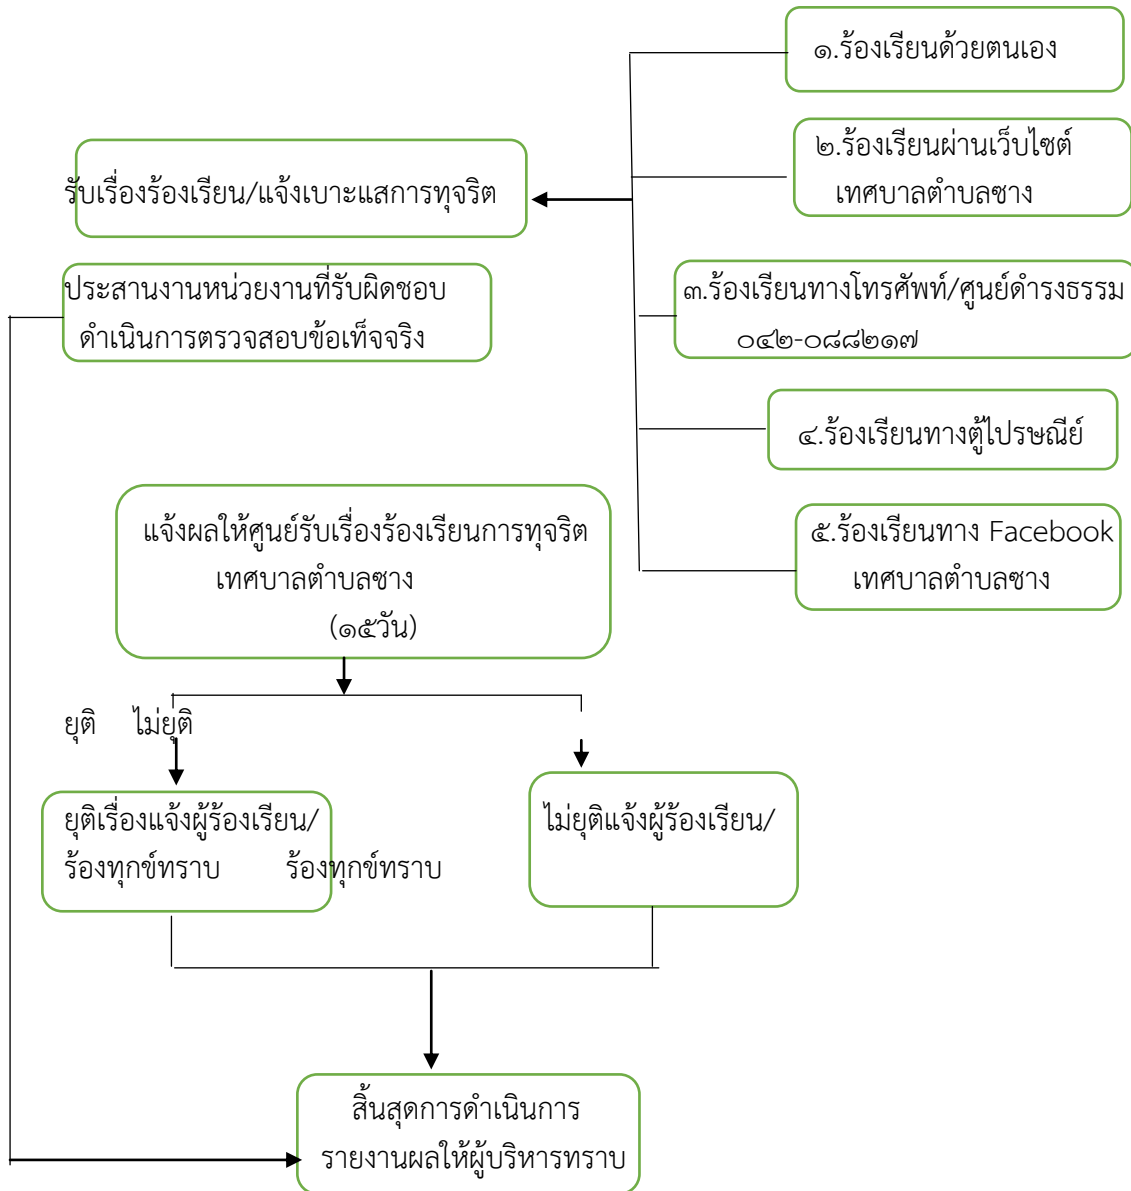 ๑.ร้องเรียนด้วยตนเอง
๒.ร้องเรียนผ่านเว็บไซต์
เทศบาลตำบลซาง
รับเรื่องร้องเรียน/แจ้งเบาะแสการทุจริต
ประสานงานหน่วยงานที่รับผิดชอบ
ดำเนินการตรวจสอบข้อเท็จจริง
๓.ร้องเรียนทางโทรศัพท์/ศูนย์ดำรงธรรม
๐๔๒-๐๘๘๒๑๗
๔.ร้องเรียนทางตู้ไปรษณีย์
๕.ร้องเรียนทาง Facebook
เทศบาลตำบลซาง
แจ้งผลให้ศูนย์รับเรื่องร้องเรียนการทุจริต
เทศบาลตำบลซาง
(๑๕วัน)
ยุติ ไม่ยุติ
ยุติเรื่องแจ้งผู้ร้องเรียน/
ร้องทุกข์ทราบ ร้องทุกข์ทราบ
ไม่ยุติแจ้งผู้ร้องเรียน/
สิ้นสุดการดำเนินการ
รายงานผลให้ผู้บริหารทราบ